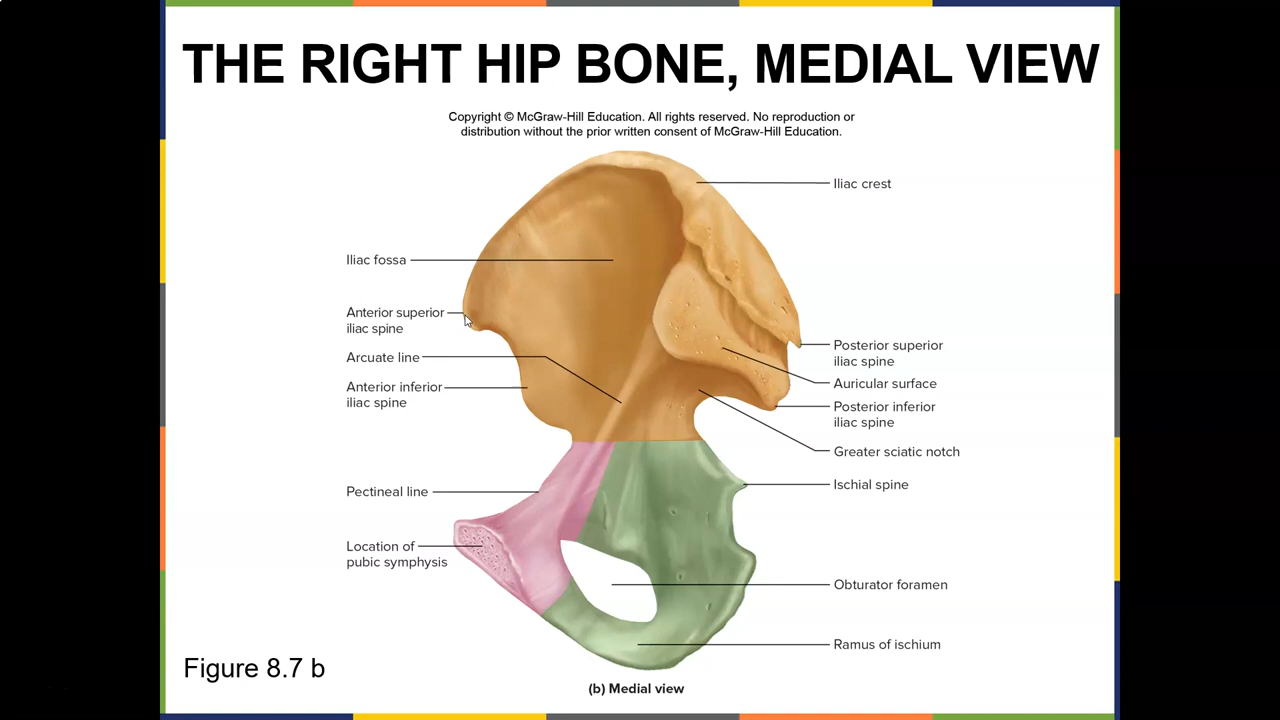 THE RIGHT HIP BONE, MEDIAL VIEW
Copyright © McGraw-Hill Education. All rights reserved. No reproduction or
distribution without the prior written consent of McGraw-Hill Education.
Iliac crest
Iliac fossa
Anterior superior
iliac spine
Arcuate line
Anterior inferior
iliac spine
Pectineal line
Location of
pubic symphysis
Posterior superior
iliac spine
Auricular surface
Posterior inferior
iliac spine
Greater sciatic notch
Ischial spine
Obturator foramen
Ramus of ischium
Figure 8.7 b
(b) Medial view